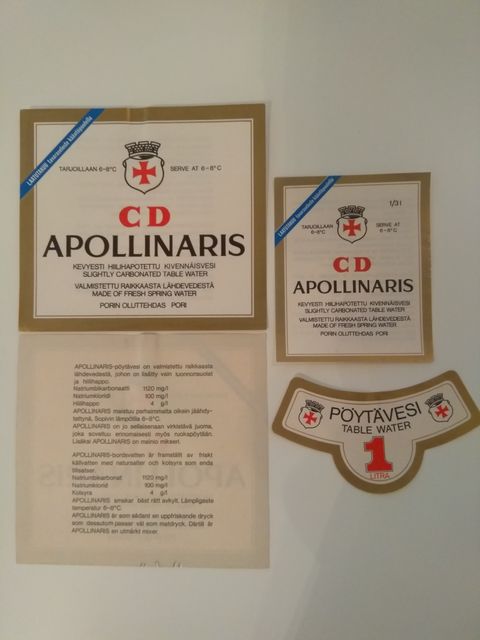 LAATUTAKUU tavaraseloste kääntöpuolella
TARJOILLAAN 6–8°C
SERVE AT 6–8°C
CD
APOLLINARIS
KEVYESTI HIILIHAPOTETTU KIVENNÄISVESI
SLIGHTLY CARBONATED TABLE WATER
VALMISTETTU RAIKKAASTA LÄHDEVEDESTÄ
MADE OF FRESH SPRING WATER
PORIN OLUTTEHDAS PORI
LAATUTAKUU tavaraseloste kääntöpuolella
1/3 l
TARJOILLAAN
6–8°C
SERVE AT
6–8°C
CD
APOLLINARIS
KEVYESTI HIILIHAPOTETTU KIVENNÄISVESI
SLIGHTLY CARBONATED TABLE WATER
VALMISTETTU RAIKKAASTA LÄHDEVEDESTÄ
MADE OF FRESH SPRING WATER
PORIN OLUTTEHDAS PORI
APOLLINARIS-pöytävesi on valmistettu raikkaasta
lähdevedestä, johon on lisätty vain luonnonsuolat
ja hiilihappo.
Natriumbikarbonaatti 1120 mg/l
Natriumkloridi 100 mg/l
Hiilihappo 4 g/l
APOLLINARIS maistuu parhaimmalta oikein jäähdy-
tettynä. Sopivin lämpötila 6–8°C.
APOLLINARIS on jo sellaisenaan virkistävä juoma,
joka soveltuu erinomaisesti myös ruokapöytään.
Lisäksi APOLLINARIS on mainio mikseri.
APOLLINARIS-bordsvatten är framställt av friskt
källvatten med natursalter och kolsyra som enda
tillsatser.
Natriumbikarbonat 1120 mg/l
Natriumklorid 100 mg/l
Kolsyra 4 g/l
APOLLINARIS smakar bäst rätt avkylt. Lämpligaste
temperatur 6–8°C.
APOLLINARIS är som sådant en uppfriskande dryck
som dessutom passar väl som matdryck. Därtill är
APOLLINARIS en utmärkt mixer.
PÖYTÄVESI
TABLE WATER
1
LITRA